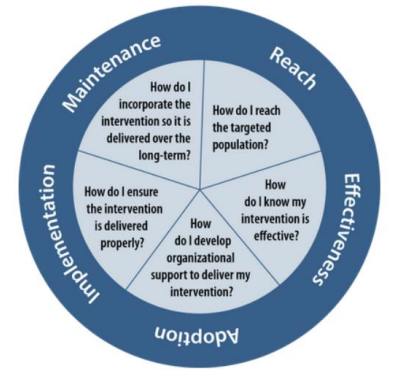 Reach
How do I reach
the targeted
population?
Effectiveness
How
do I know my
intervention is
effective?
Adoption
How
do I develop
organizational
support to deliver my
intervention?
Implementation
How do I ensure
the intervention
is delivered
properly?
Maintenance
How do I
incorporate the
intervention so it is
delivered over the
long-term?